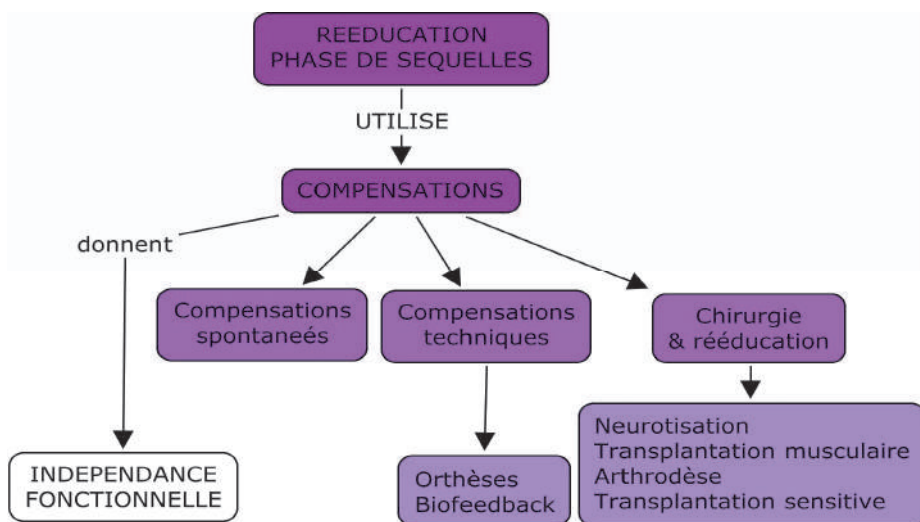 REEDUCATION
PHASE DE SEQUELLES
UTILISE
COMPENSATIONS
donnent
Compensations
spontaneés
Compensations
techniques
Chirurgie
& rééducation
INDEPENDANCE
FONCTIONNELLE
Orthèses
Biofeedback
Neurotisation
Transplantation musculaire
Arthrodèse
Transplantation sensitive